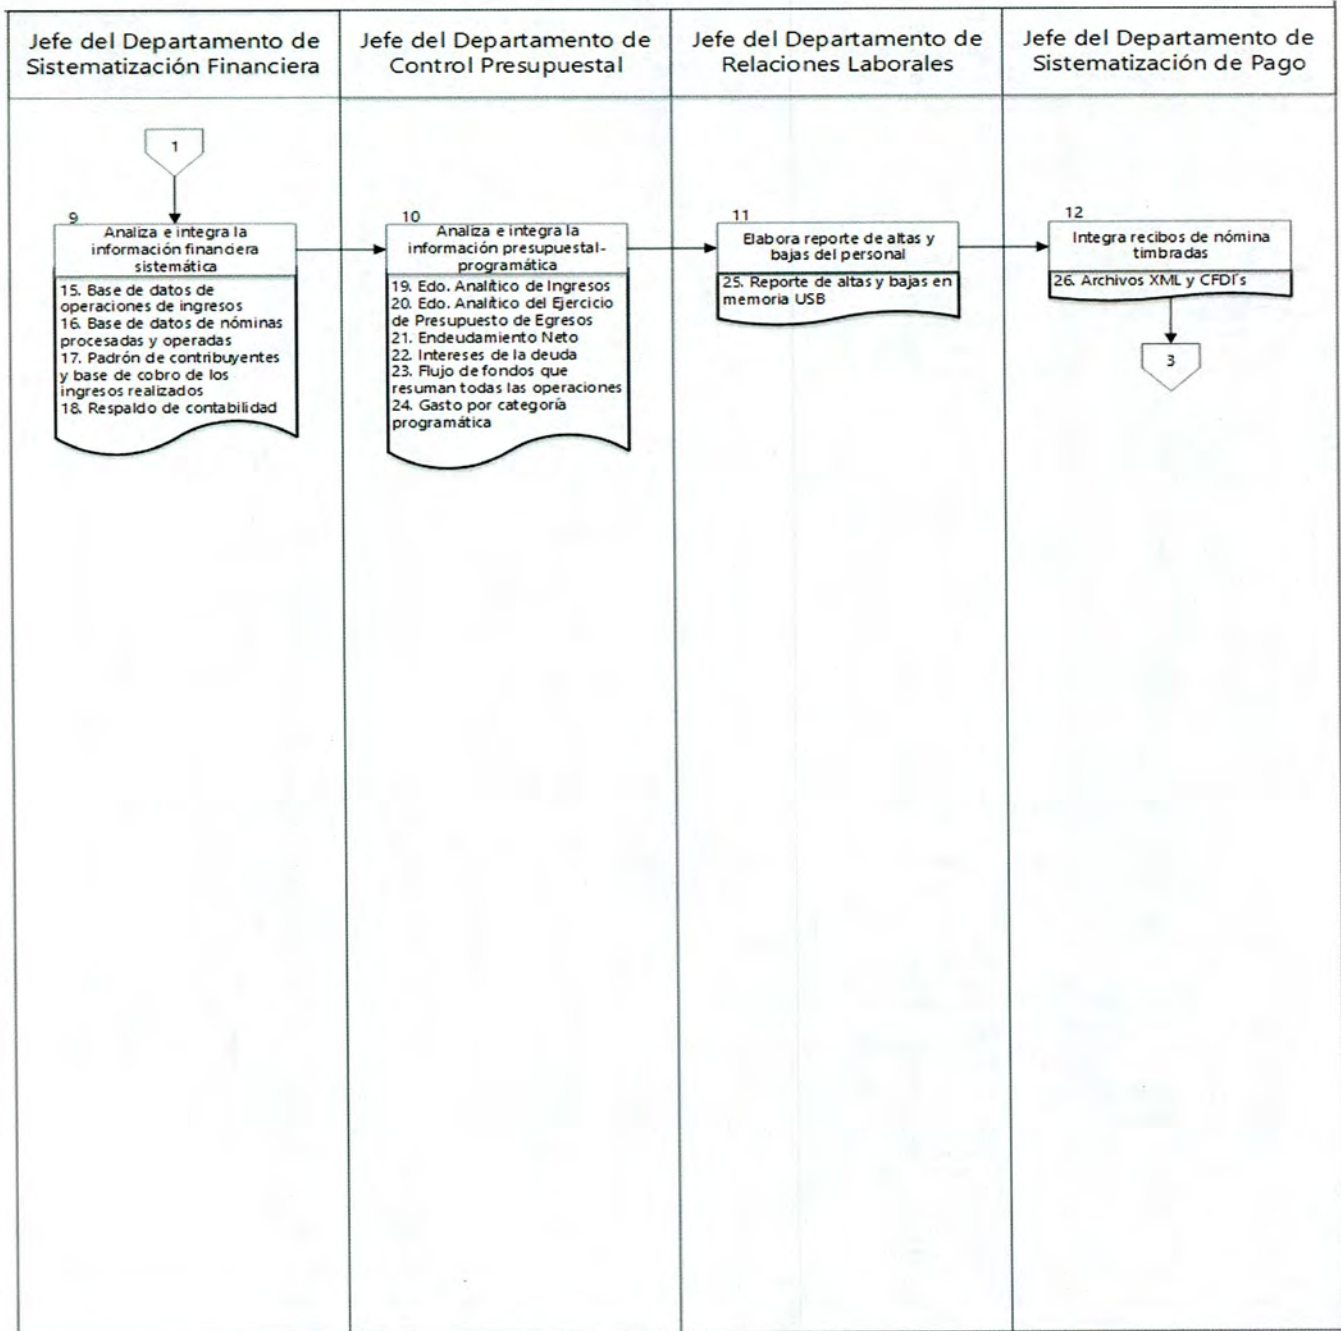 Jefe del Departamento de
Sistematización Financiera
Jefe del Departamento de
Control Presupuestal
Jefe del Departamento de
Relaciones Laborales
Jefe del Departamento de
Sistematización de Pago
1
9
Analiza e integra la
información financiera
sistemática
15. Base de datos de
operaciones de ingresos
16. Base de datos de nóminas
procesadas y operadas
17. Padrón de contribuyentes
y base de cobro de los
ingresos realizados
18. Respaldo de contabilidad
10
Analiza e integra la
información presupuestal-
programática
19. Edo. Analítico de Ingresos
20. Edo. Analítico del Ejercicio
de Presupuesto de Egresos
21. Endeudamiento Neto
22. Intereses de la deuda
23. Flujo de fondos que
resuman todas las operaciones
24. Gasto por categoría
programática
11
Elabora reporte de altas y
bajas del personal
25. Reporte de altas y bajas en
memoria USB
12
Integra recibos de nómina
timbradas
26. Archivos XML y CFDI´s
3